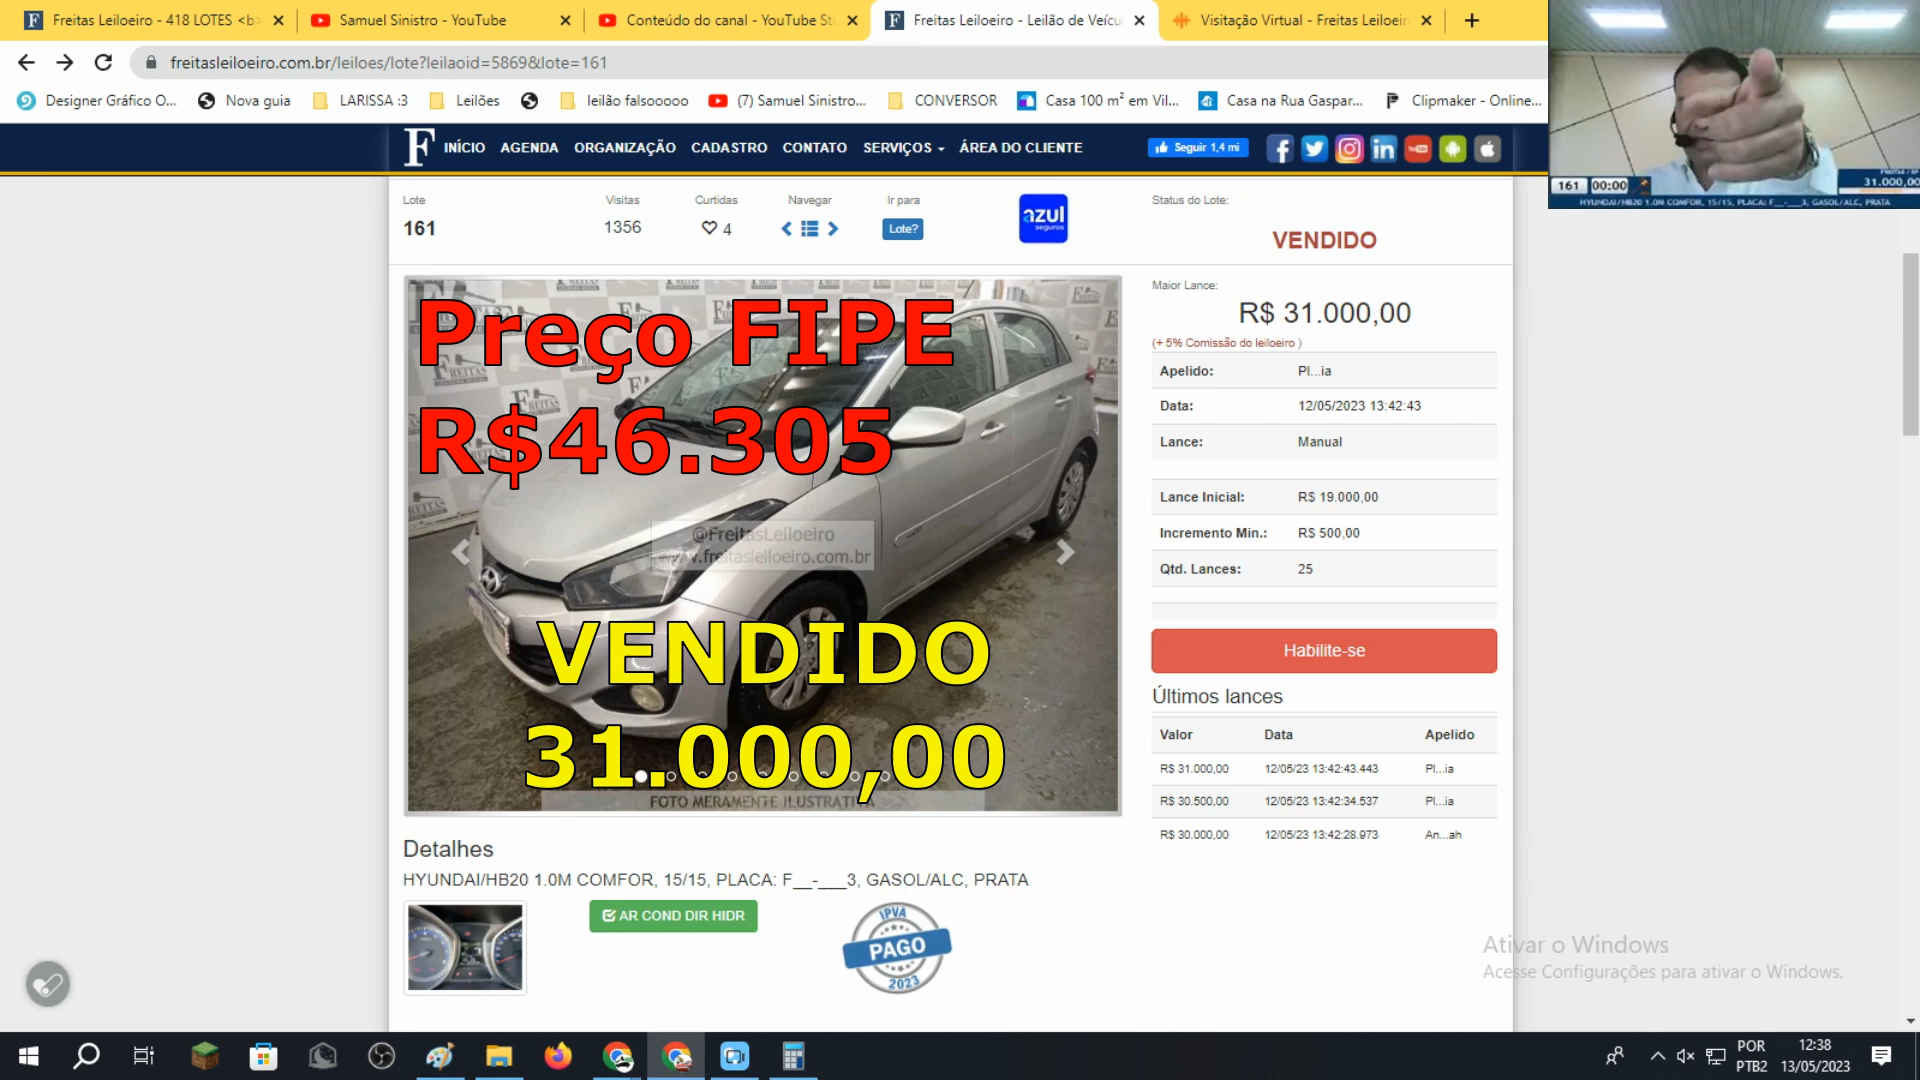 Freitas Leiloeiro - 418 LOTES <b>
Samuel Sinistro - YouTube
Conteúdo do canal - YouTube St
Freitas Leiloeiro - Leilão de Veícu
Visitação Virtual - Freitas Leiloeir
freitasleiloeiro.com.br/leiloes/lote?leilaoid=5869&lote=161
Designer Gráfico O...
Nova guia
LARISSA :3
Leilões
leilão falsooooo
(7) Samuel Sinistro...
CONVERSOR
Casa 100 m² em Vil...
Casa na Rua Gaspar...
Clipmaker - Online...
F INÍCIO AGENDA ORGANIZAÇÃO CADASTRO CONTATO SERVIÇOS ÁREA DO CLIENTE
Seguir 1,4 mi
161 00:00 31.000,00
HYUNDAI/HB20 1.0M COMFOR, 15/15, PLACA: F__-___3, GASOL/ALC, PRATA
Lote Visitas Curtidas Navegar Ir para
161 1356 4 Lote?
azul
seguros
Status do Lote:
VENDIDO
Maior Lance:
R$ 31.000,00
(+ 5% Comissão do leiloeiro )
Apelido: Pl...ia
Data: 12/05/2023 13:42:43
Lance: Manual
Lance Inicial: R$ 19.000,00
Incremento Min.: R$ 500,00
Qtd. Lances: 25
Habilite-se
Últimos lances
Valor Data Apelido
R$ 31.000,00 12/05/23 13:42:43.443 Pl...ia
R$ 30.500,00 12/05/23 13:42:34.537 Pl...ia
R$ 30.000,00 12/05/23 13:42:28.973 An...ah
Preço FIPE
R$46.305
@FreitasLeiloeiro
www.freitasleiloeiro.com.br
VENDIDO
31.000,00
FOTO MERAMENTE ILUSTRATIVA
Detalhes
HYUNDAI/HB20 1.0M COMFOR, 15/15, PLACA: F__-___3, GASOL/ALC, PRATA
AR COND DIR HIDR
IPVA
PAGO
2023
Ativar o Windows
Acesse Configurações para ativar o Windows.
POR
PTB2
12:38
13/05/2023